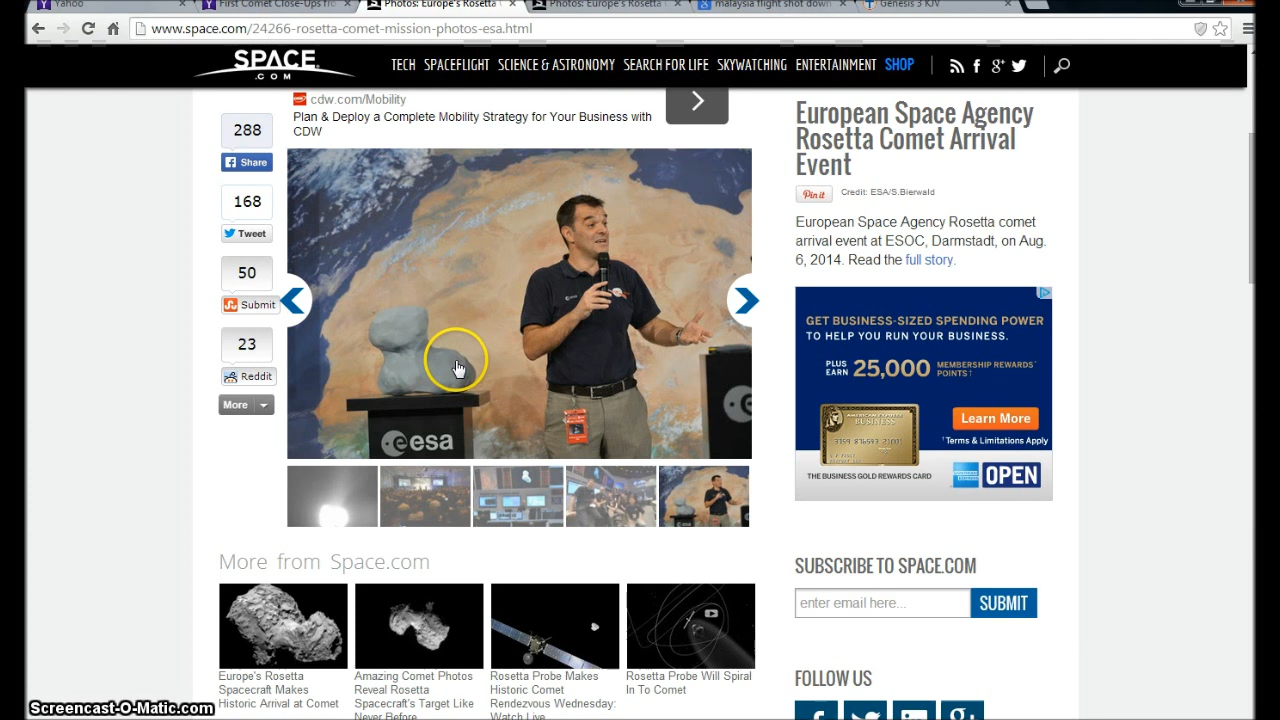 Yahoo
First Comet Close-Ups from
Photos: Europe's Rosetta C
Photos: Europe's Rosetta C
malaysia flight shot down
Genesis 3 KJV
www.space.com/24266-rosetta-comet-mission-photos-esa.html
SPACE
.COM
TECH SPACEFLIGHT SCIENCE & ASTRONOMY SEARCH FOR LIFE SKYWATCHING ENTERTAINMENT SHOP
cdw.com/Mobility
Plan & Deploy a Complete Mobility Strategy for Your Business with
CDW
288
Share
168
Tweet
50
Submit
23
Reddit
More
esa
European Space Agency
Rosetta Comet Arrival
Event
Pin it
Credit: ESA/S.Bierwald
European Space Agency Rosetta comet
arrival event at ESOC, Darmstadt, on Aug.
6, 2014. Read the full story.
GET BUSINESS-SIZED SPENDING POWER
TO HELP YOU RUN YOUR BUSINESS.
PLUS
EARN 25,000 MEMBERSHIP REWARDS®
POINTS†
AMERICAN EXPRESS
BUSINESS
Learn More
†Terms & Limitations Apply
THE BUSINESS GOLD REWARDS CARD
OPEN
More from Space.com
Europe's Rosetta
Spacecraft Makes
Historic Arrival at Comet
Amazing Comet Photos
Reveal Rosetta
Spacecraft's Target Like
Never Before
Rosetta Probe Makes
Historic Comet
Rendezvous Wednesday:
Watch Live
Rosetta Probe Will Spiral
In To Comet
SUBSCRIBE TO SPACE.COM
enter email here...
SUBMIT
FOLLOW US
Screencast-O-Matic.com